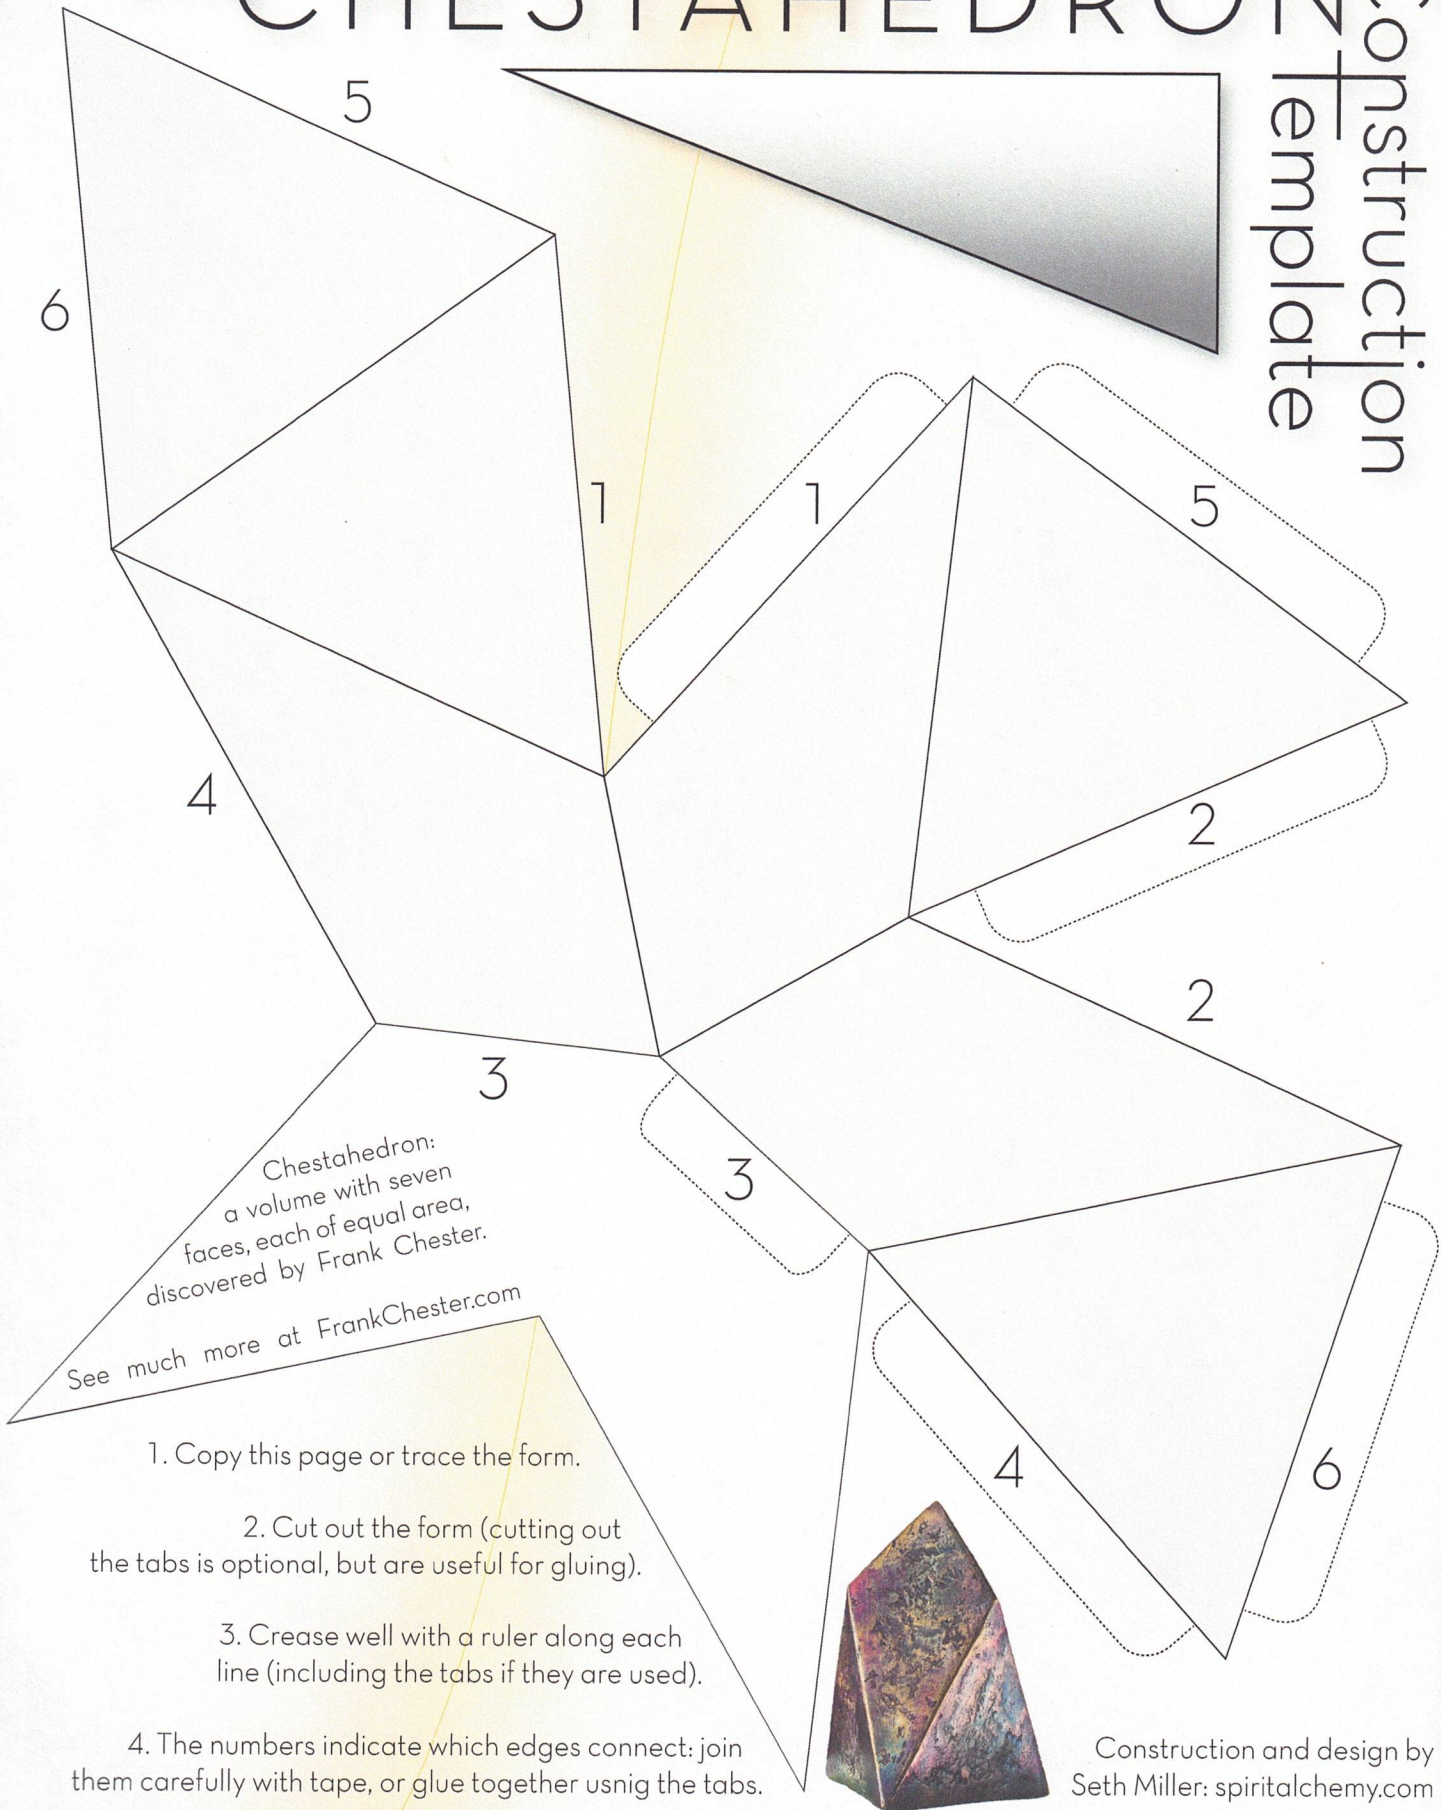 CHESTAHEDRON
Construction
Template
5
6
1
1
5
4
2
2
3
3
4
6
Chestahedron:
a volume with seven
faces, each of equal area,
discovered by Frank Chester.
See much more at FrankChester.com
1. Copy this page or trace the form.
2. Cut out the form (cutting out
the tabs is optional, but are useful for gluing).
3. Crease well with a ruler along each
line (including the tabs if they are used).
4. The numbers indicate which edges connect: join
them carefully with tape, or glue together usnig the tabs.
Construction and design by
Seth Miller: spiritalchemy.com